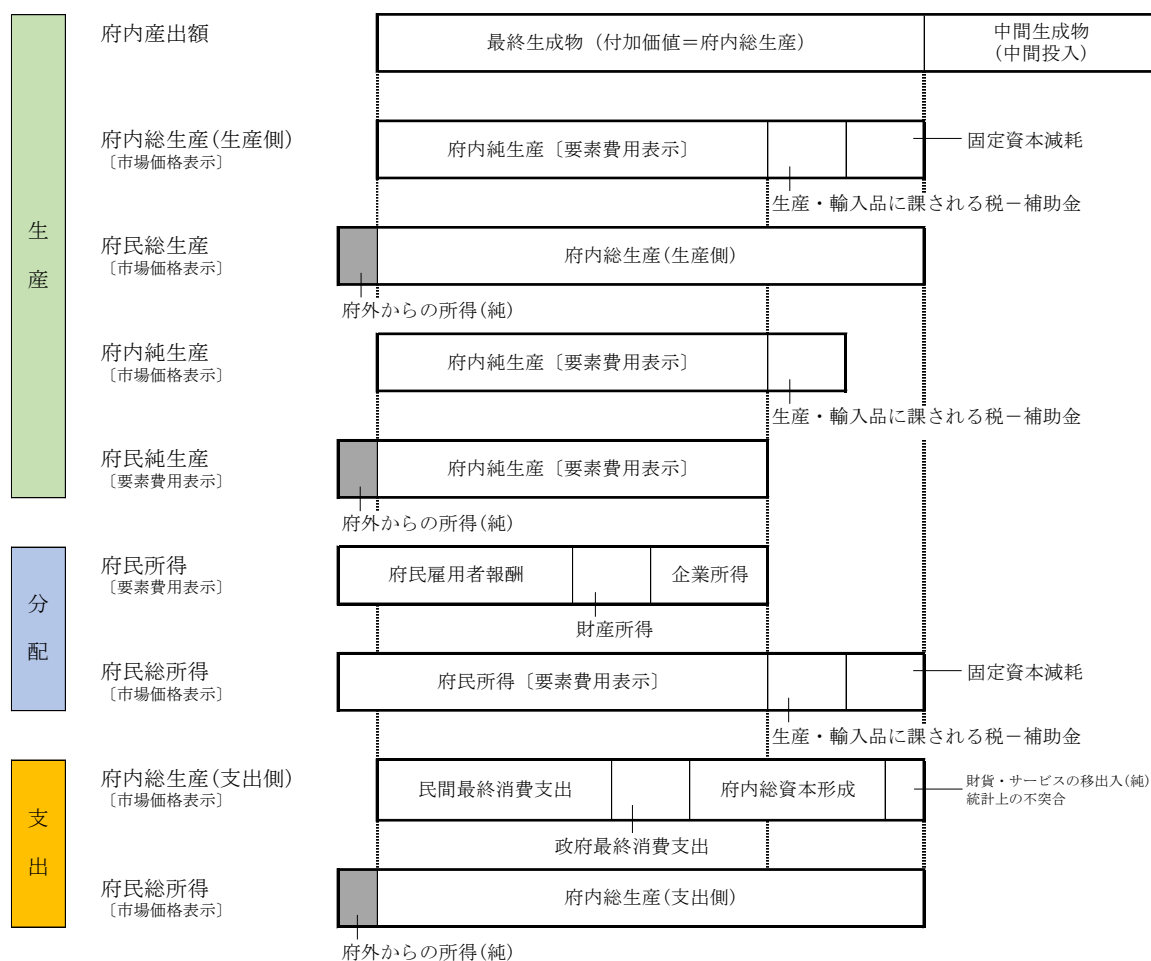 府内産出額
最終生成物（付加価値＝府内総生産）
中間生成物
(中間投入)
府内総生産(生産側)
〔市場価格表示〕
府内純生産〔要素費用表示〕
固定資本減耗
生産・輸入品に課される税－補助金
府民総生産
〔市場価格表示〕
府内総生産(生産側)
府外からの所得(純)
生産
府内純生産
〔市場価格表示〕
府内純生産〔要素費用表示〕
生産・輸入品に課される税－補助金
府民純生産
〔要素費用表示〕
府内純生産〔要素費用表示〕
府外からの所得(純)
府民所得
〔要素費用表示〕
府民雇用者報酬
企業所得
財産所得
分配
府民総所得
〔市場価格表示〕
府民所得〔要素費用表示〕
固定資本減耗
生産・輸入品に課される税－補助金
府内総生産(支出側)
〔市場価格表示〕
民間最終消費支出
府内総資本形成
財貨・サービスの移出入(純)
統計上の不突合
政府最終消費支出
支出
府民総所得
〔市場価格表示〕
府内総生産(支出側)
府外からの所得(純)